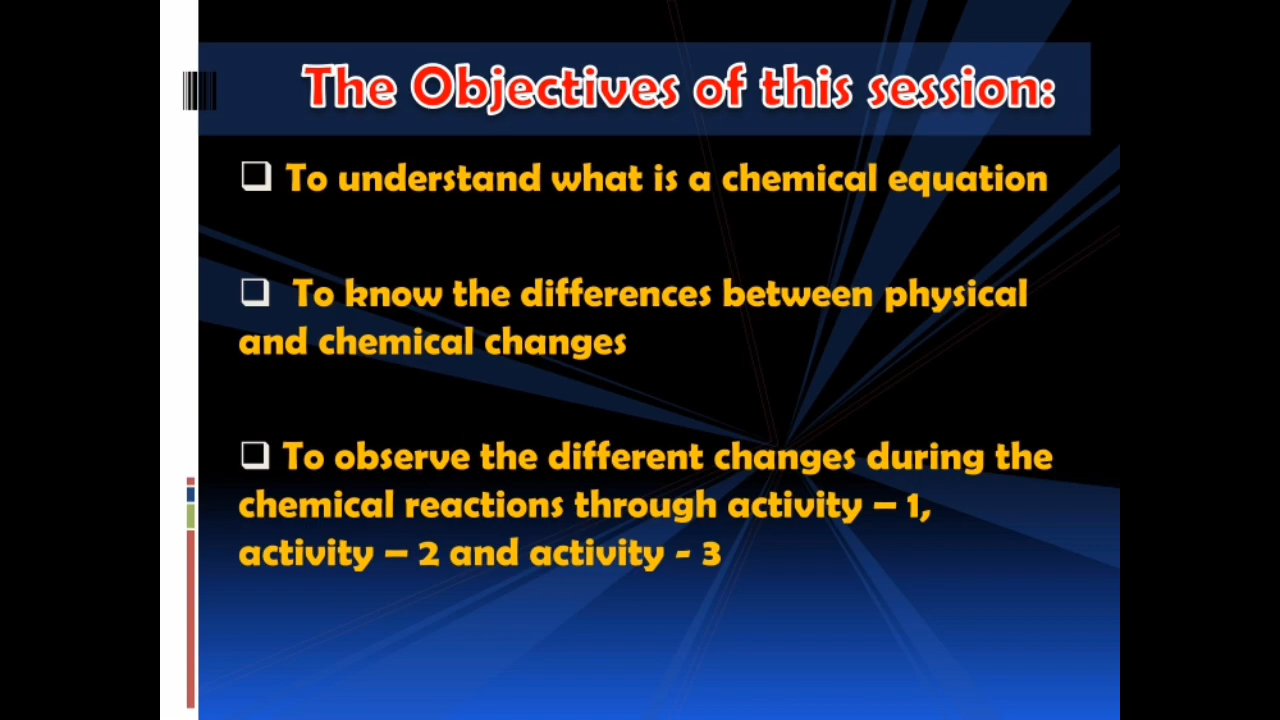 The Objectives of this session:
To understand what is a chemical equation
To know the differences between physical
and chemical changes
To observe the different changes during the
chemical reactions through activity – 1,
activity – 2 and activity - 3